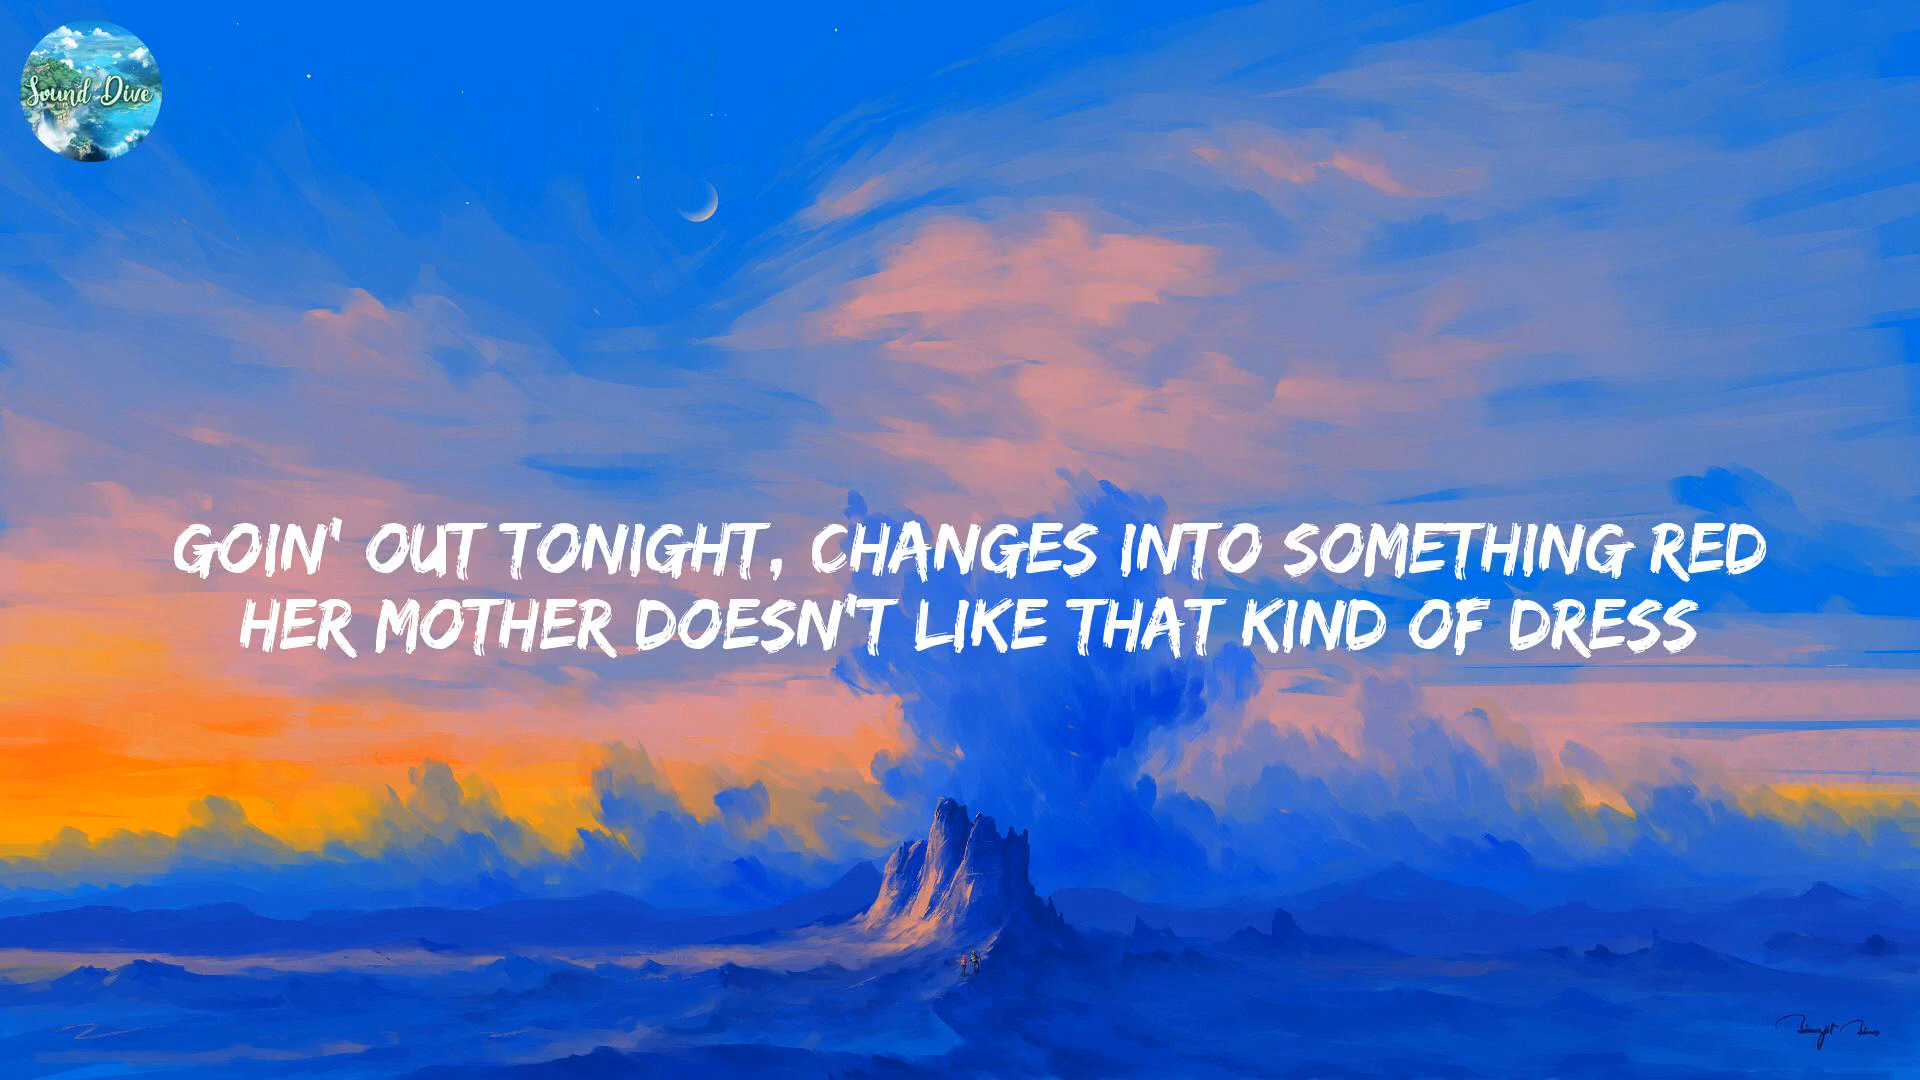 Sound-Dive
GOIN' OUT TONIGHT, CHANGES INTO SOMETHING RED
HER MOTHER DOESN'T LIKE THAT KIND OF DRESS